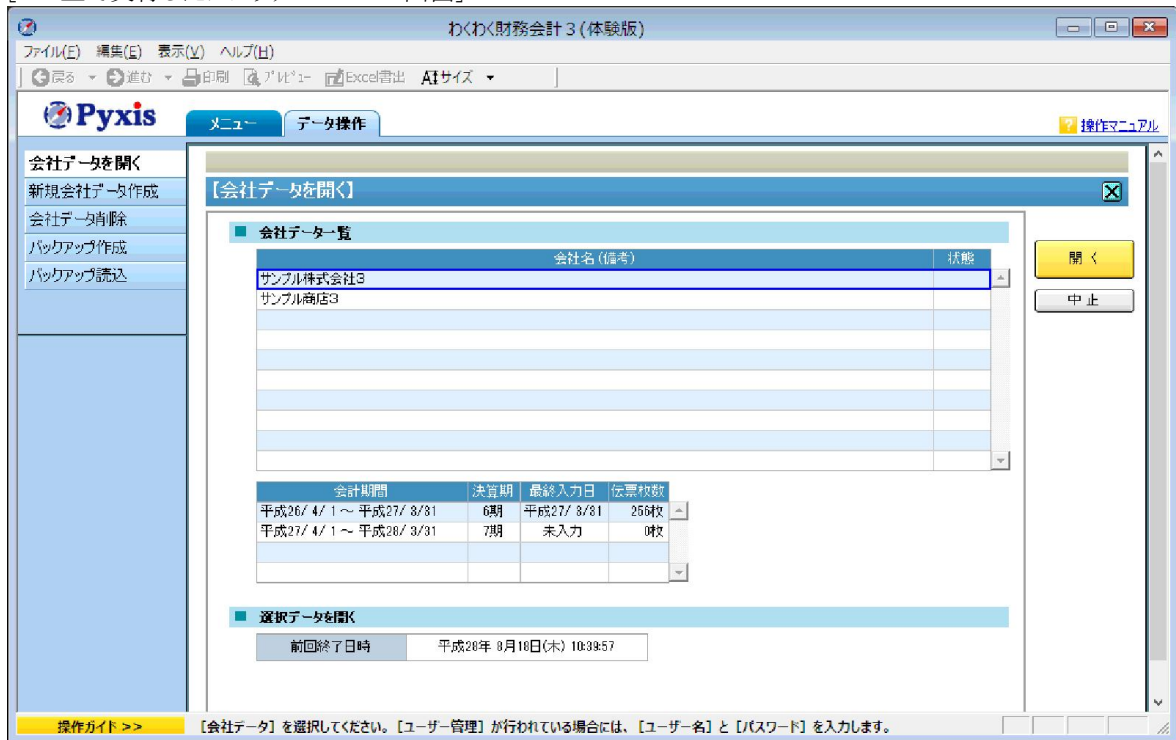 わくわく財務会計3(体験版)
ファイル(F) 編集(E) 表示(V) ヘルプ(H)
戻る 進む 印刷 プレビュー Excel書出 サイズ
Pyxis メニュー データ操作 操作マニュアル
会社データを開く
新規会社データ作成
会社データ削除
バックアップ作成
バックアップ読込
【会社データを開く】
会社データ一覧
会社名(備考) 状態
サンプル株式会社3
サンプル商店3
開く
中止
会計期間 決算期 最終入力日 伝票枚数
平成26/ 4/ 1 ～ 平成27/ 3/31 6期 平成27/ 3/31 256枚
平成27/ 4/ 1 ～ 平成28/ 3/31 7期 未入力 0枚
選択データを開く
前回終了日時 平成28年 8月18日(木) 10:39:57
操作ガイド >> [会社データ] を選択してください。[ユーザー管理] が行われている場合には、[ユーザー名] と [パスワード] を入力します。